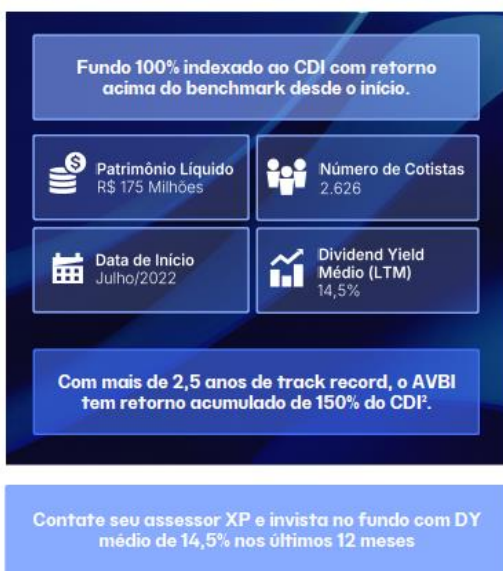 Fundo 100% indexado ao CDI com retorno
acima do benchmark desde o início.
Patrimônio Líquido
R$ 175 Milhões
Número de Cotistas
2.626
Data de Início
Julho/2022
Dividend Yield
Médio (LTM)
14,5%
Com mais de 2,5 anos de track record, o AVBI
tem retorno acumulado de 150% do CDI².
Contate seu assessor XP e invista no fundo com DY
médio de 14,5% nos últimos 12 meses